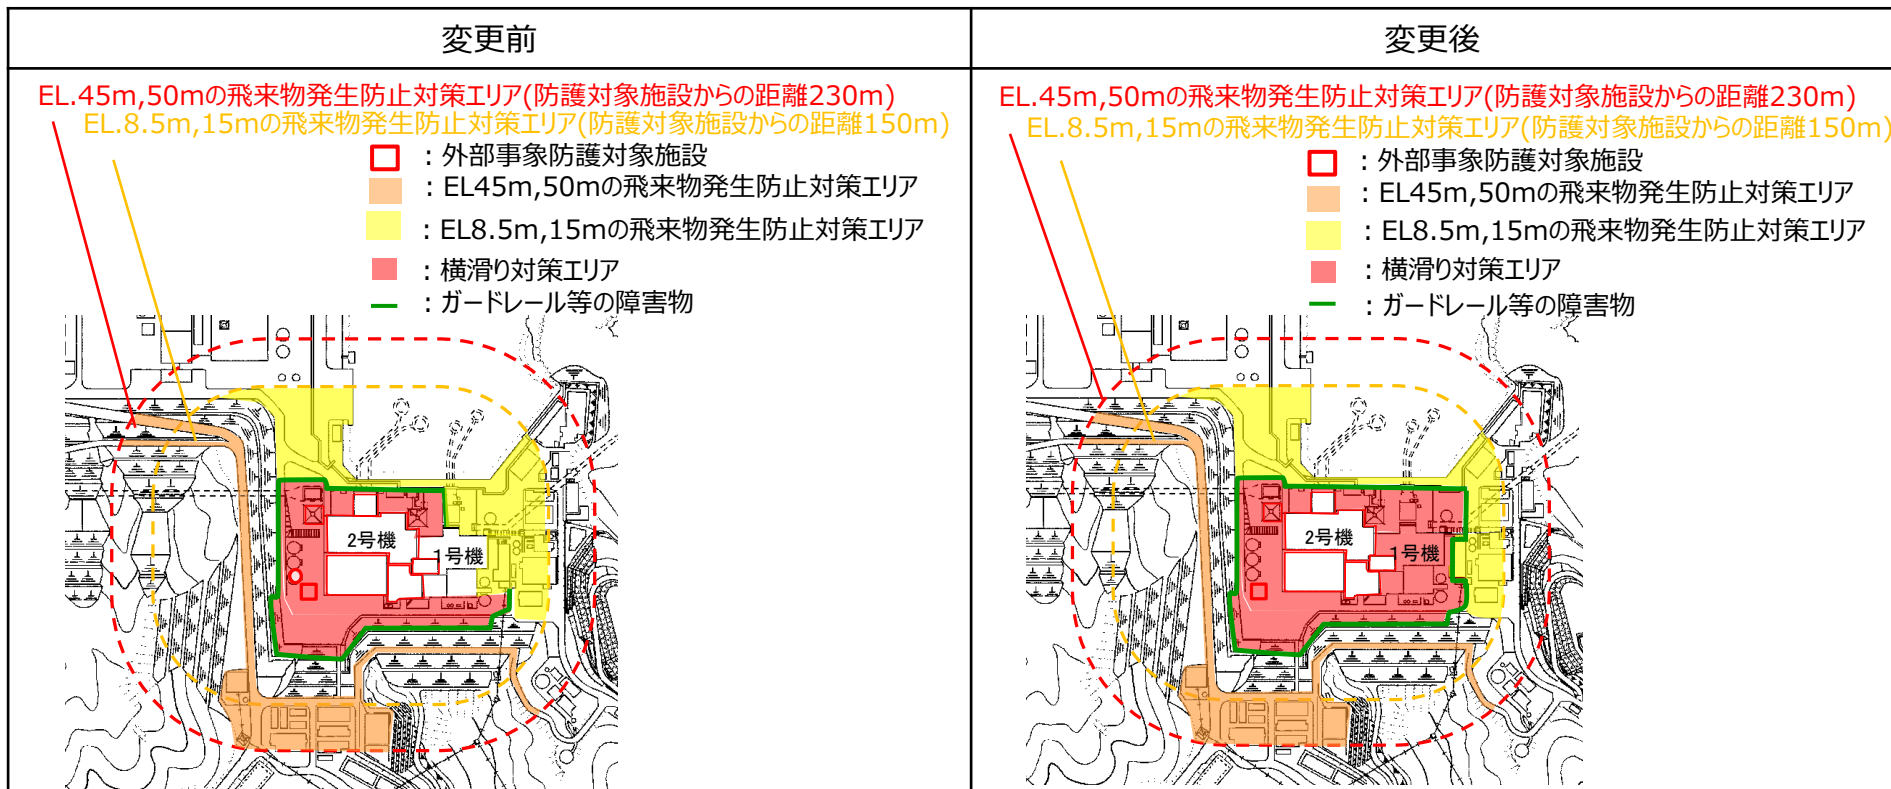 変更前
変更後
EL.45m,50mの飛来物発生防止対策エリア(防護対象施設からの距離230m)
EL.8.5m,15mの飛来物発生防止対策エリア(防護対象施設からの距離150m)
：外部事象防護対象施設
：EL45m,50mの飛来物発生防止対策エリア
：EL8.5m,15mの飛来物発生防止対策エリア
：横滑り対策エリア
：ガードレール等の障害物
2号機
1号機
EL.45m,50mの飛来物発生防止対策エリア(防護対象施設からの距離230m)
EL.8.5m,15mの飛来物発生防止対策エリア(防護対象施設からの距離150m)
：外部事象防護対象施設
：EL45m,50mの飛来物発生防止対策エリア
：EL8.5m,15mの飛来物発生防止対策エリア
：横滑り対策エリア
：ガードレール等の障害物
2号機
1号機